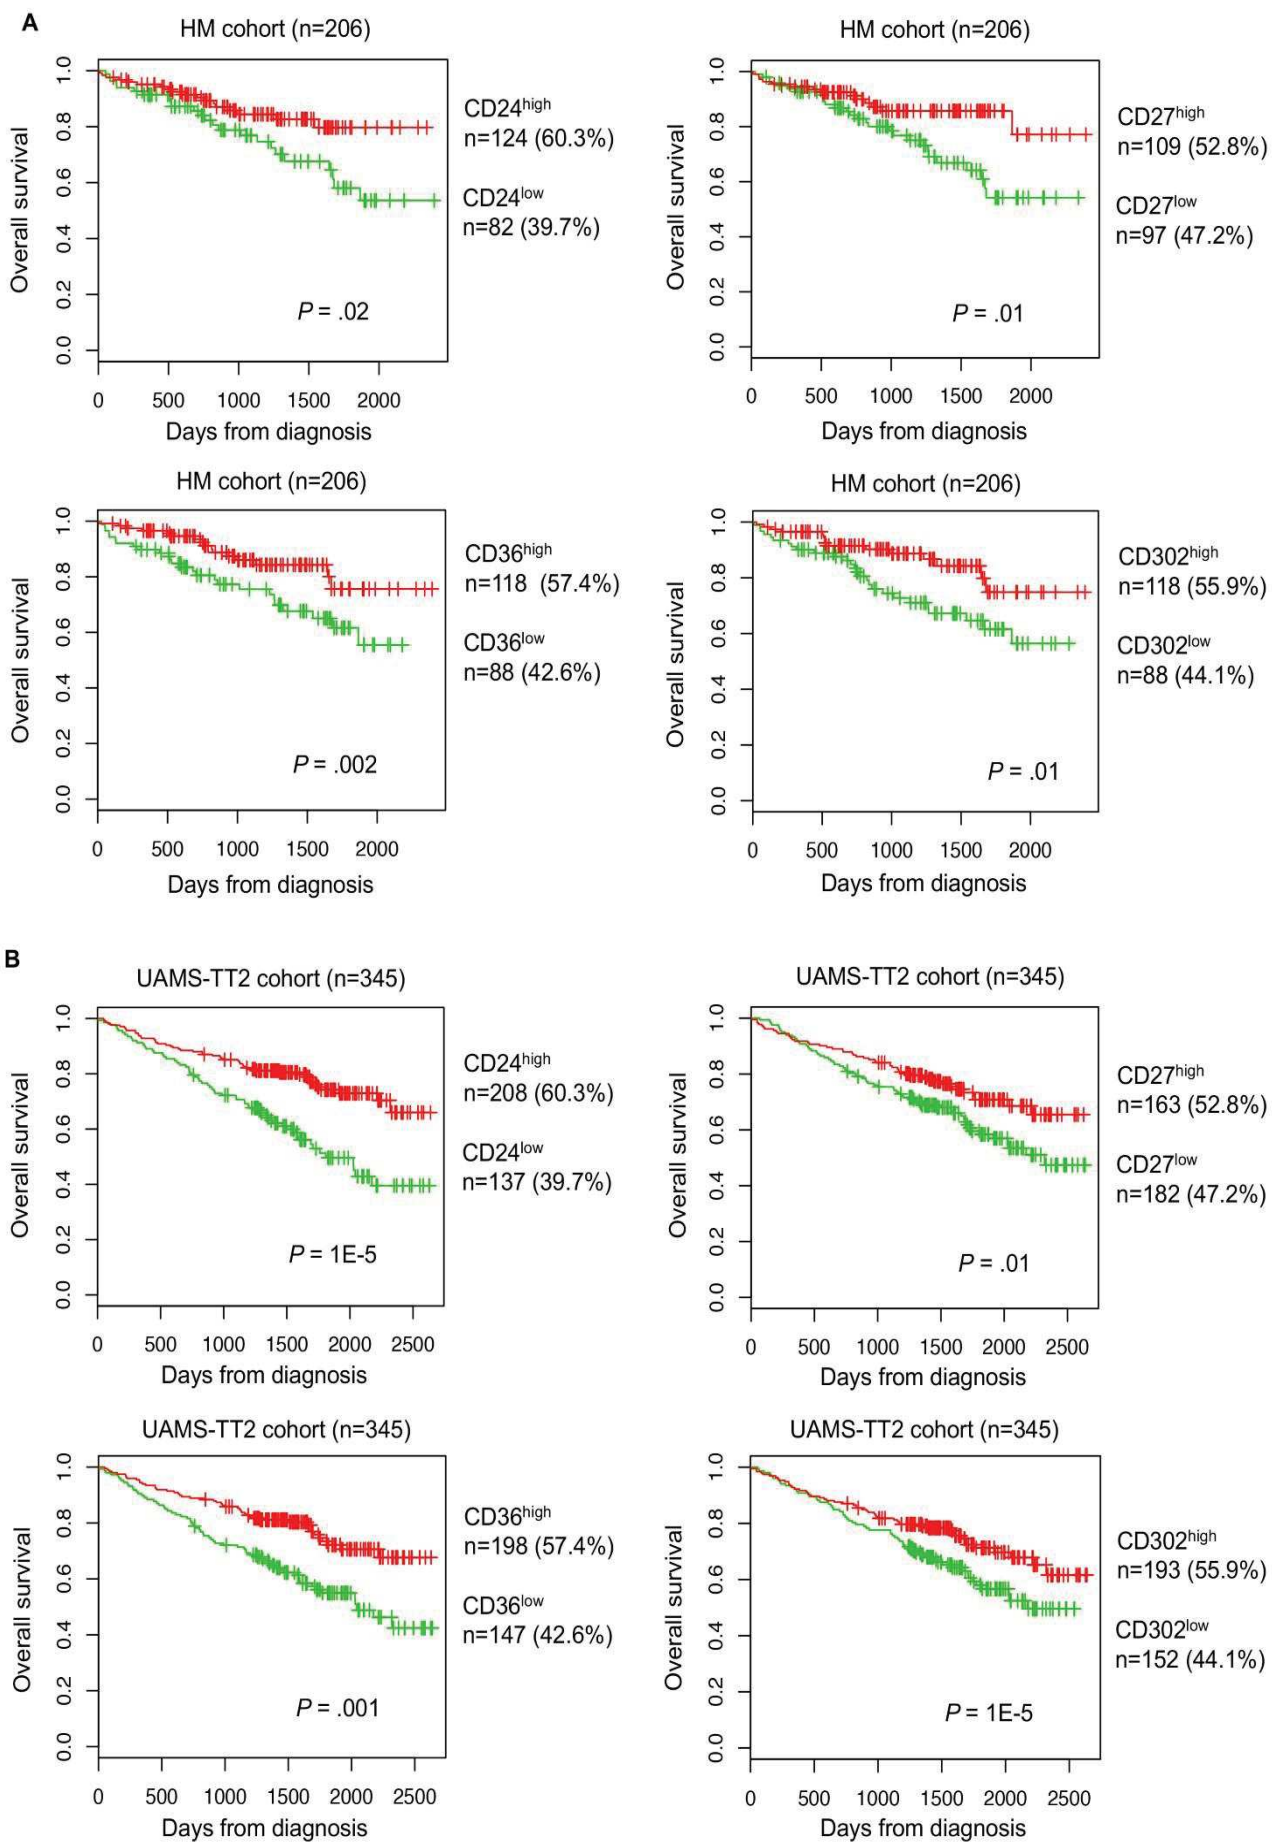 A
HM cohort (n=206)
Overall survival
0.0 0.2 0.4 0.6 0.8 1.0
CD24high
n=124 (60.3%)
CD24low
n=82 (39.7%)
P = .02
0 500 1000 1500 2000
Days from diagnosis
HM cohort (n=206)
Overall survival
0.0 0.2 0.4 0.6 0.8 1.0
CD27high
n=109 (52.8%)
CD27low
n=97 (47.2%)
P = .01
0 500 1000 1500 2000
Days from diagnosis
HM cohort (n=206)
Overall survival
0.0 0.2 0.4 0.6 0.8 1.0
CD36high
n=118 (57.4%)
CD36low
n=88 (42.6%)
P = .002
0 500 1000 1500 2000
Days from diagnosis
HM cohort (n=206)
Overall survival
0.0 0.2 0.4 0.6 0.8 1.0
CD302high
n=118 (55.9%)
CD302low
n=88 (44.1%)
P = .01
0 500 1000 1500 2000
Days from diagnosis
B
UAMS-TT2 cohort (n=345)
Overall survival
0.0 0.2 0.4 0.6 0.8 1.0
CD24high
n=208 (60.3%)
CD24low
n=137 (39.7%)
P = 1E-5
0 500 1000 1500 2000 2500
Days from diagnosis
UAMS-TT2 cohort (n=345)
Overall survival
0.0 0.2 0.4 0.6 0.8 1.0
CD27high
n=163 (52.8%)
CD27low
n=182 (47.2%)
P = .01
0 500 1000 1500 2000 2500
Days from diagnosis
UAMS-TT2 cohort (n=345)
Overall survival
0.0 0.2 0.4 0.6 0.8 1.0
CD36high
n=198 (57.4%)
CD36low
n=147 (42.6%)
P = .001
0 500 1000 1500 2000 2500
Days from diagnosis
UAMS-TT2 cohort (n=345)
Overall survival
0.0 0.2 0.4 0.6 0.8 1.0
CD302high
n=193 (55.9%)
CD302low
n=152 (44.1%)
P = 1E-5
0 500 1000 1500 2000 2500
Days from diagnosis